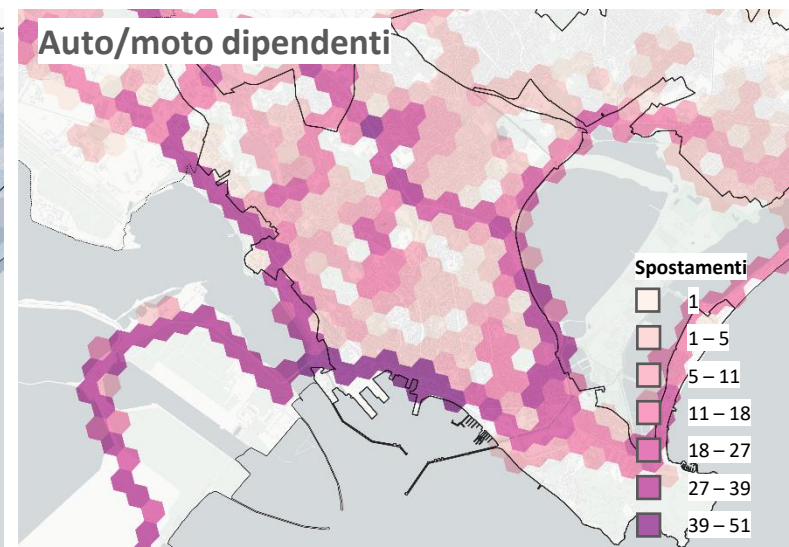 Auto/moto dipendenti
Spostamenti
1
1 – 5
5 – 11
11 – 18
18 – 27
27 – 39
39 – 51